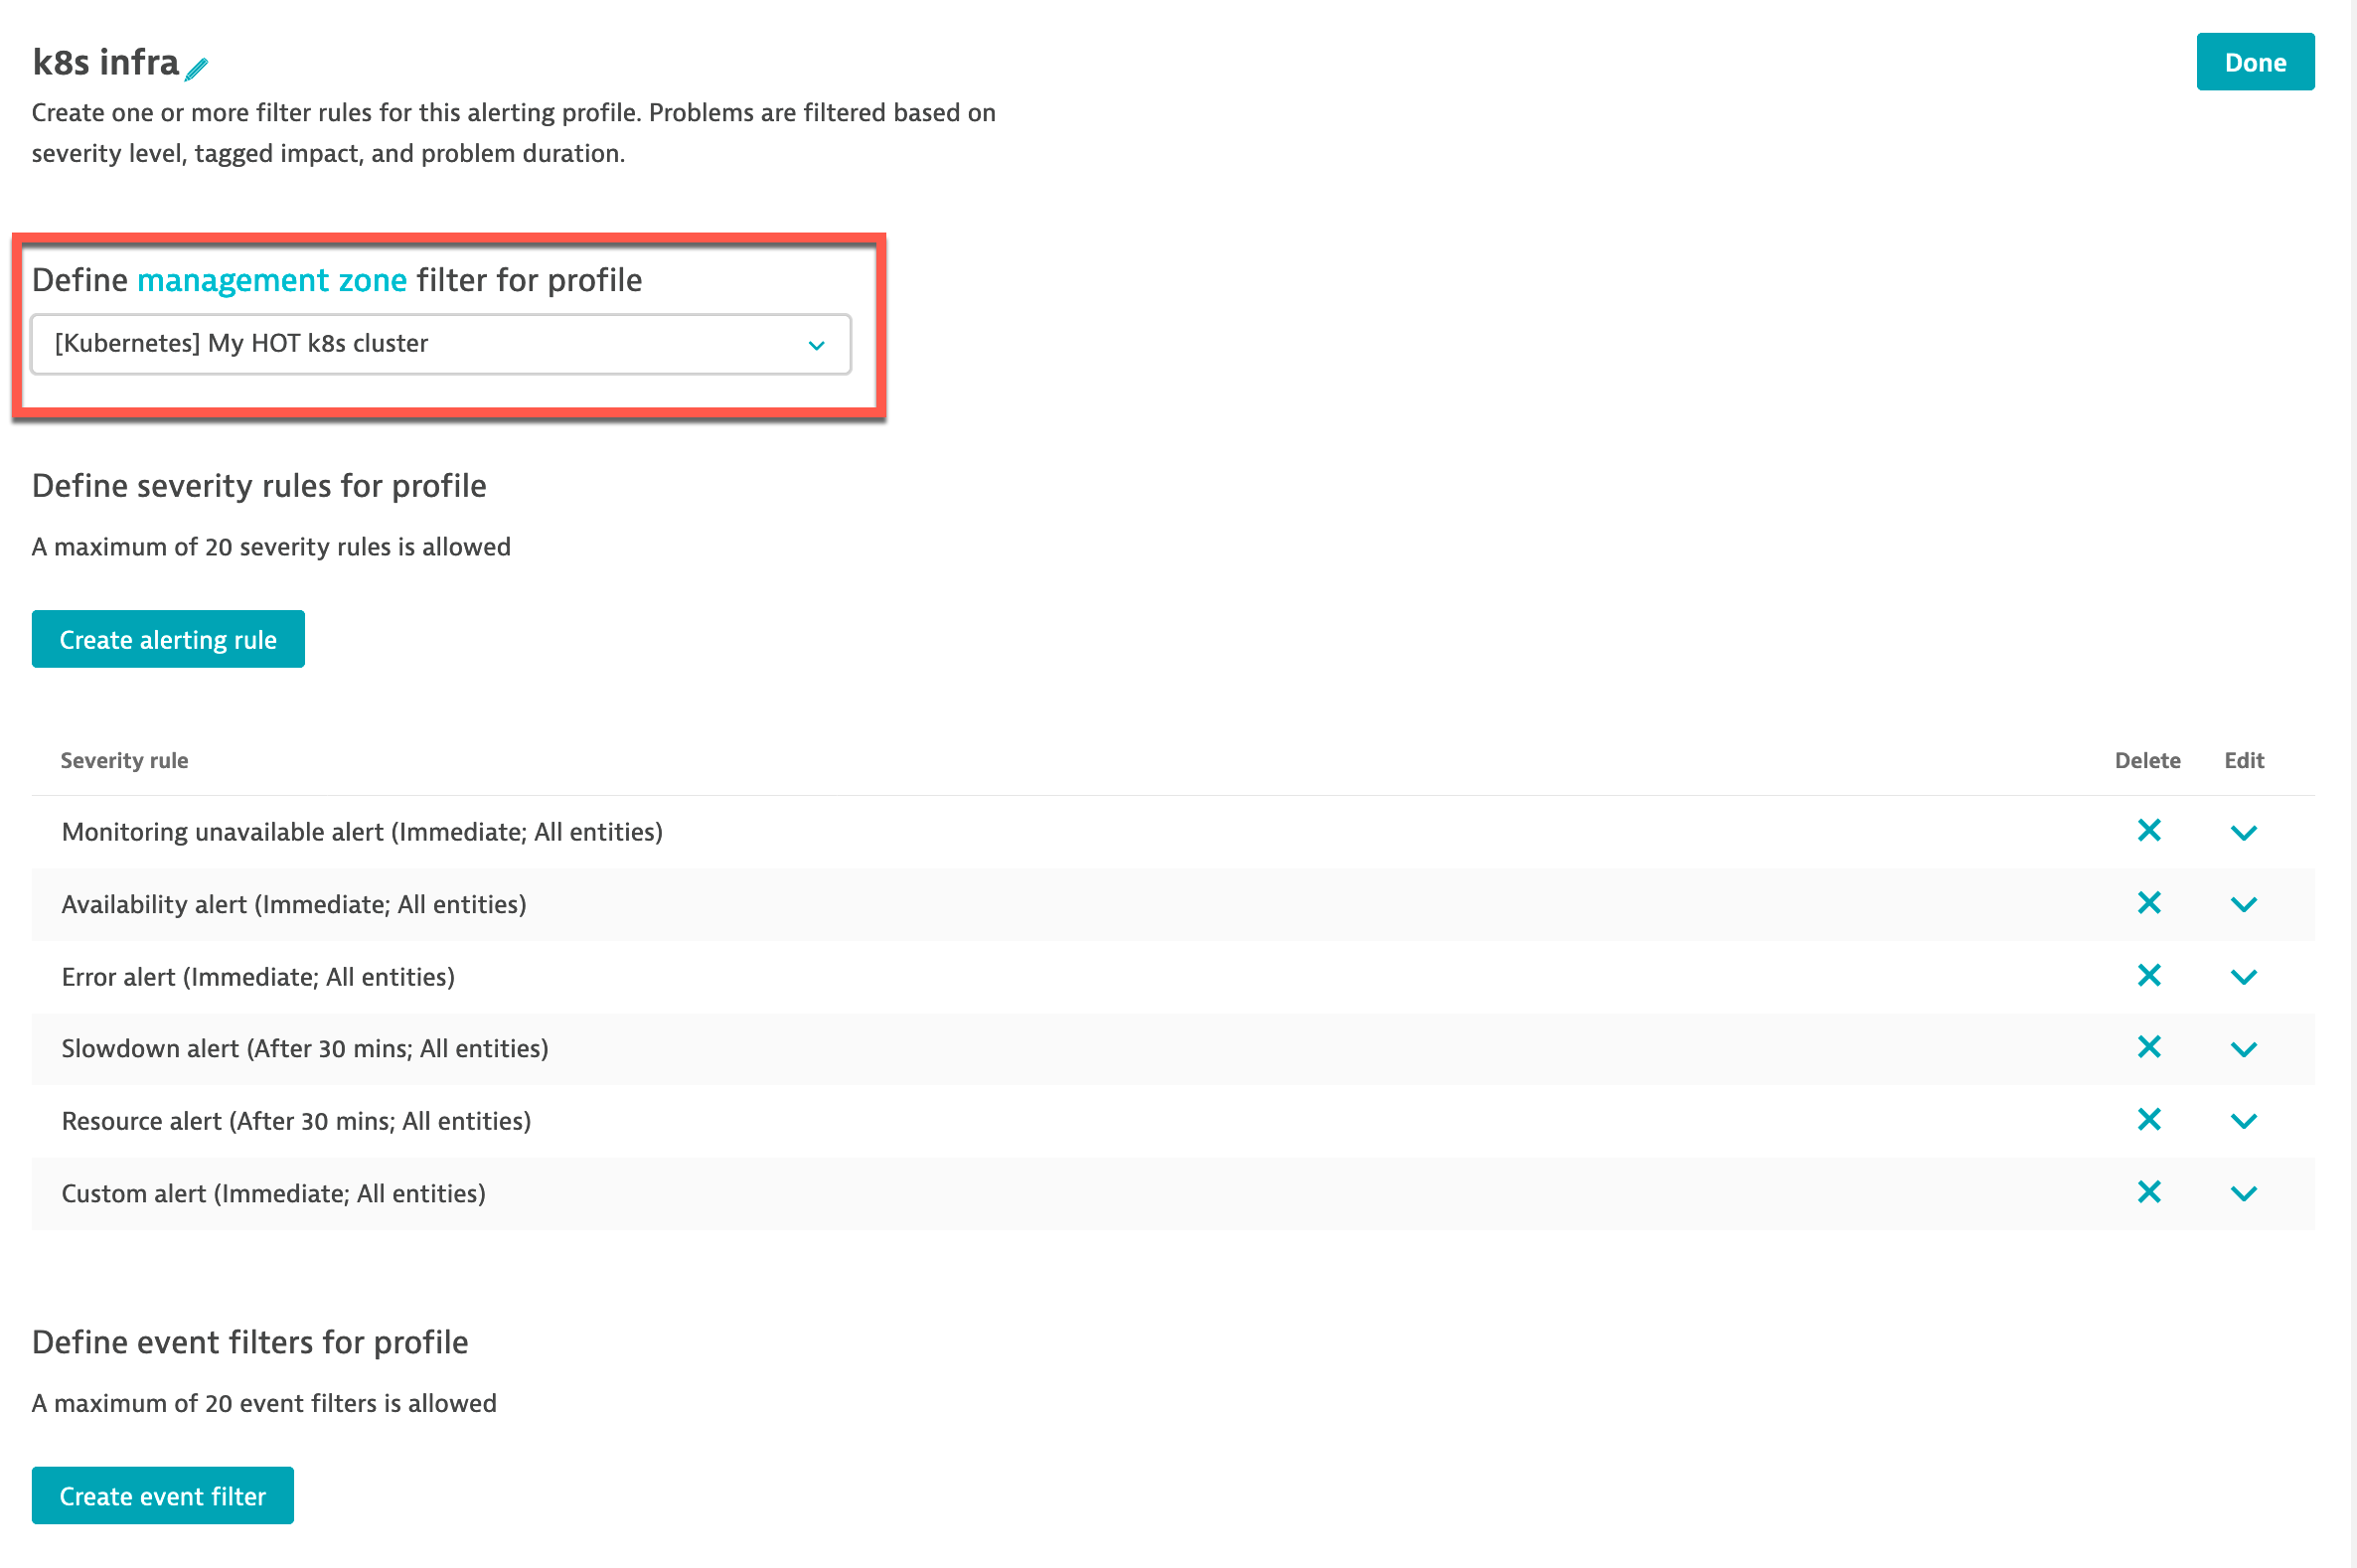 k8s infra
Done
Create one or more filter rules for this alerting profile. Problems are filtered based on
severity level, tagged impact, and problem duration.
Define management zone filter for profile
[Kubernetes] My HOT k8s cluster
Define severity rules for profile
A maximum of 20 severity rules is allowed
Create alerting rule
Severity rule Delete Edit
Monitoring unavailable alert (Immediate; All entities)
Availability alert (Immediate; All entities)
Error alert (Immediate; All entities)
Slowdown alert (After 30 mins; All entities)
Resource alert (After 30 mins; All entities)
Custom alert (Immediate; All entities)
Define event filters for profile
A maximum of 20 event filters is allowed
Create event filter